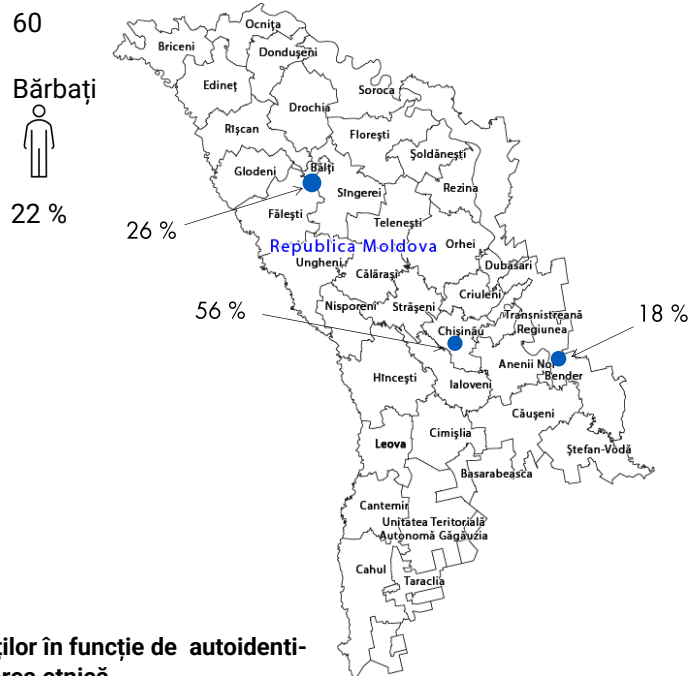 60
Bărbați
22 %
Ocnița
Briceni
Dondușeni
Edineț
Soroca
Drochia
Rîșcan
Florești
Șoldănești
Bălți
Glodeni
Sîngerei
Rezina
26 %
Fălești
Telenești
Republica Moldova
Orhei
Ungheni
Călărași
Dubăsari
Criuleni
56 %
Nisporeni
Strășeni
Transnistreană
Regiunea
18 %
Chișinău
Anenii Noi
Bender
Hîncești
Ialoveni
Căușeni
Leova
Cimișlia
Ștefan-Vodă
Basarabeasca
Cantemir
Unitatea Teritorială
Autonomă Găgăuzia
Cahul
Taraclia
ților în funcție de autoidenti-
etnică